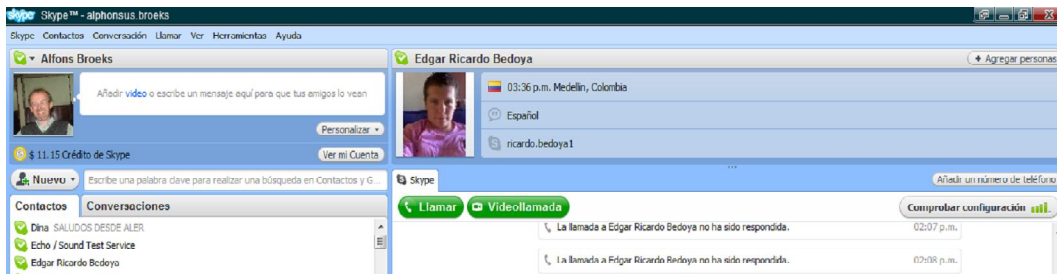 Skype™ - alphonsus.broeks
Skype Contactos Conversación Llamar Ver Herramientas Ayuda
Alfons Broeks
Añadir video o escribe un mensaje aquí para que tus amigos lo vean
Personalizar
$ 11.15 Crédito de Skype
Ver mi Cuenta
Nuevo
Escribe una palabra clave para realizar una búsqueda en Contactos y G...
Contactos Conversaciones
Dina SALUDOS DESDE ALER
Echo / Sound Test Service
Edgar Ricardo Bedoya
Edgar Ricardo Bedoya
Agregar personas
03:36 p.m. Medellin, Colombia
Español
ricardo.bedoya1
Skype
Añadir un número de teléfono
Llamar
Videollamada
Comprobar configuración
La llamada a Edgar Ricardo Bedoya no ha sido respondida. 02:07 p.m.
La llamada a Edgar Ricardo Bedoya no ha sido respondida. 02:08 p.m.